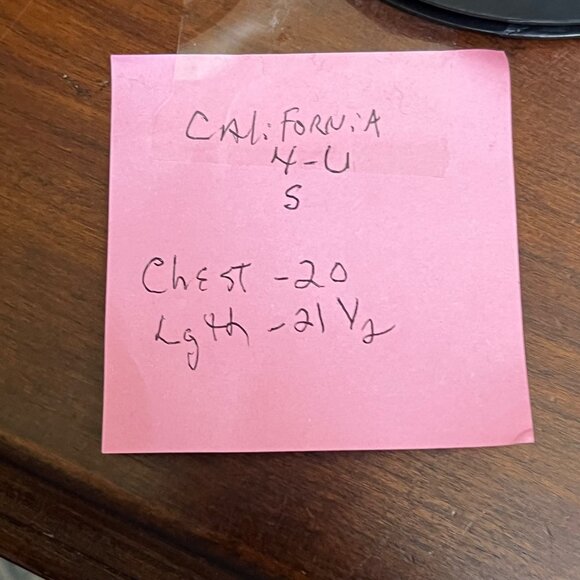 CALiFORNiA
4-U
S
ChEST - 20
Lgth - 21 1/2